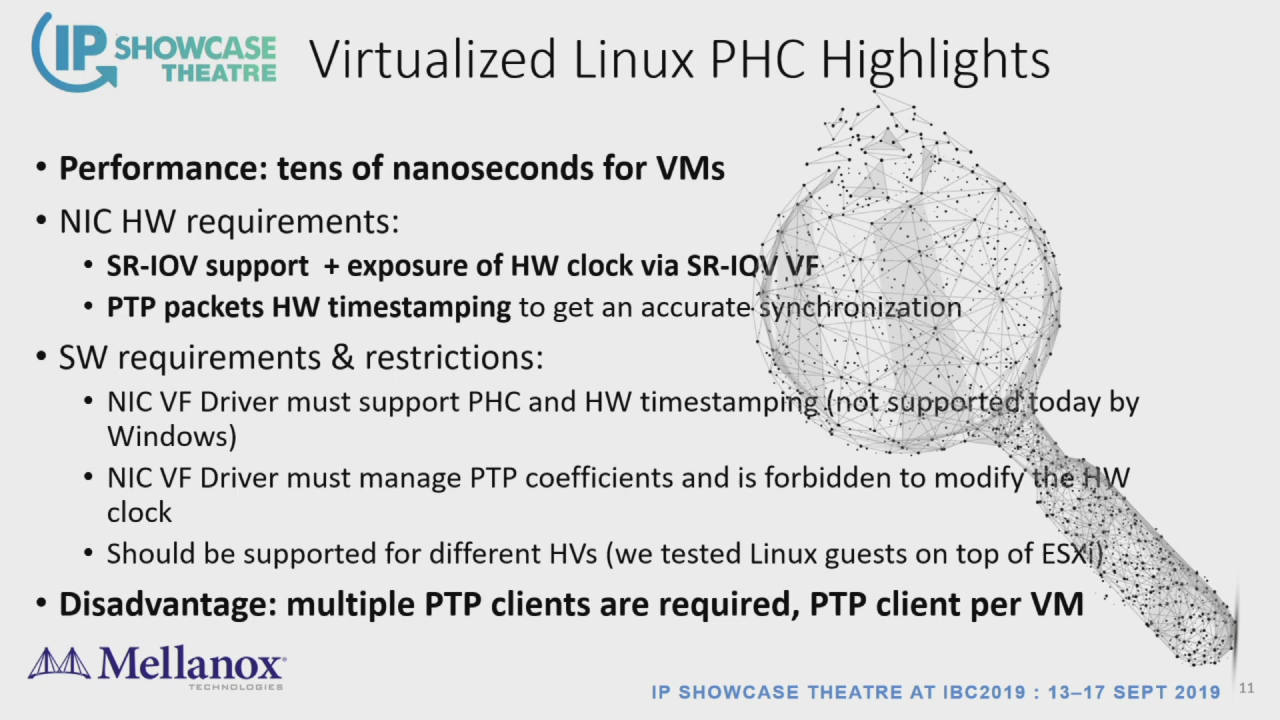 IP SHOWCASE
THEATRE
Virtualized Linux PHC Highlights
• Performance: tens of nanoseconds for VMs
• NIC HW requirements:
• SR-IOV support + exposure of HW clock via SR-IOV VF
• PTP packets HW timestamping to get an accurate synchronization
• SW requirements & restrictions:
• NIC VF Driver must support PHC and HW timestamping (not supported today by
Windows)
• NIC VF Driver must manage PTP coefficients and is forbidden to modify the HW
clock
• Should be supported for different HVs (we tested Linux guests on top of ESXi)
• Disadvantage: multiple PTP clients are required, PTP client per VM
Mellanox
TECHNOLOGIES
IP SHOWCASE THEATRE AT IBC2019 : 13–17 SEPT 2019
11